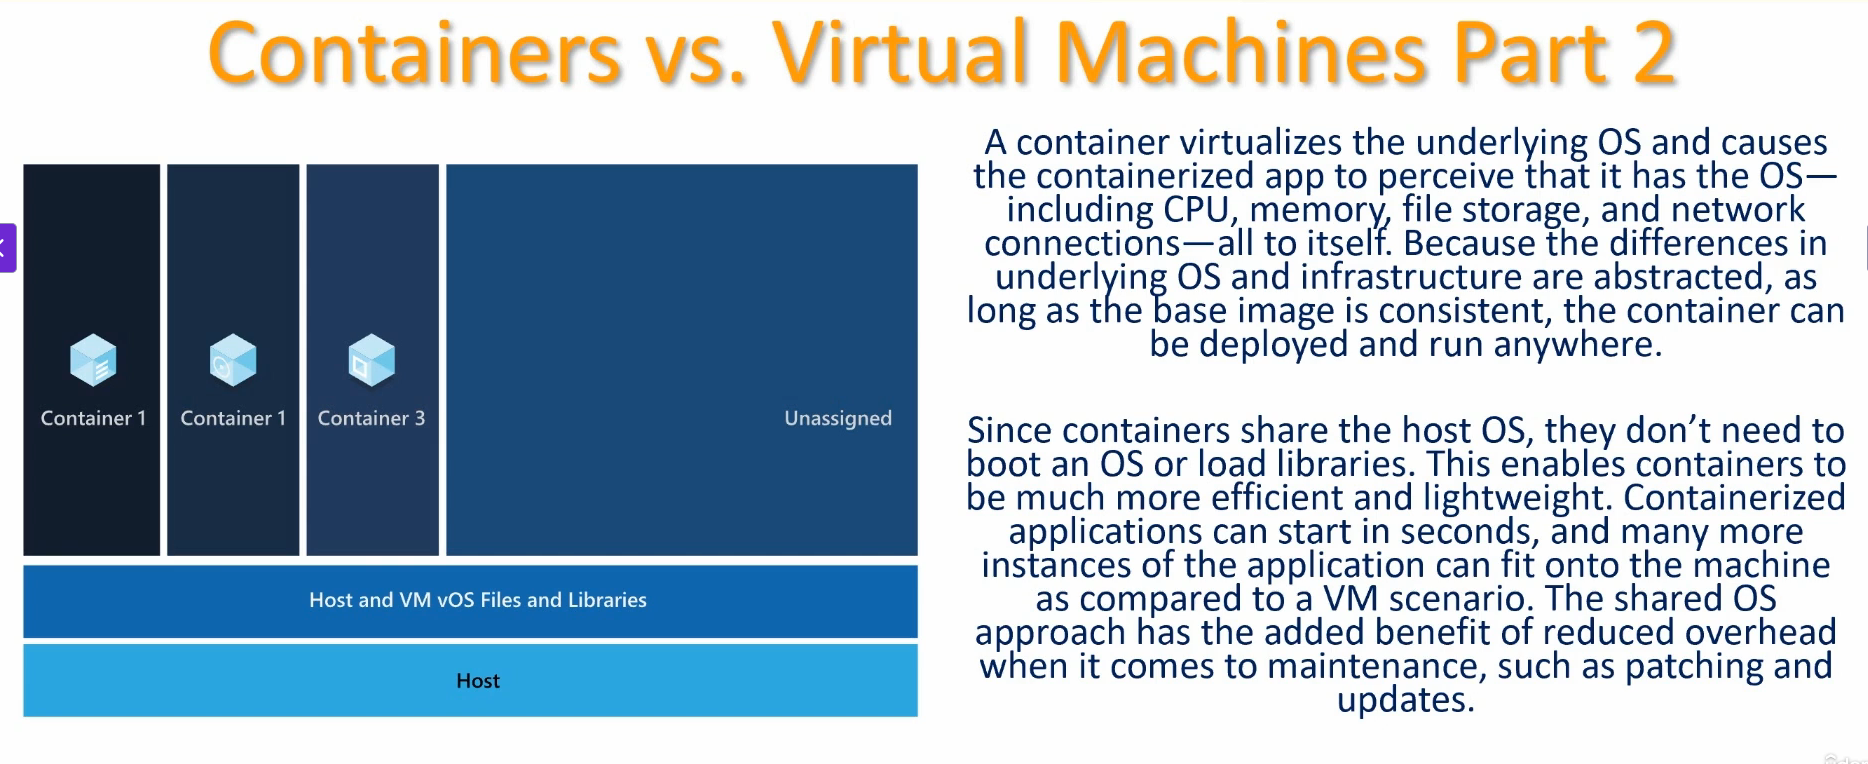 Containers vs. Virtual Machines Part 2
Container 1
Container 1
Container 3
Unassigned
Host and VM vOS Files and Libraries
Host
A container virtualizes the underlying OS and causes
the containerized app to perceive that it has the OS—
including CPU, memory, file storage, and network
connections—all to itself. Because the differences in
underlying OS and infrastructure are abstracted, as
long as the base image is consistent, the container can
be deployed and run anywhere.
Since containers share the host OS, they don’t need to
boot an OS or load libraries. This enables containers to
be much more efficient and lightweight. Containerized
applications can start in seconds, and many more
instances of the application can fit onto the machine
as compared to a VM scenario. The shared OS
approach has the added benefit of reduced overhead
when it comes to maintenance, such as patching and
updates.